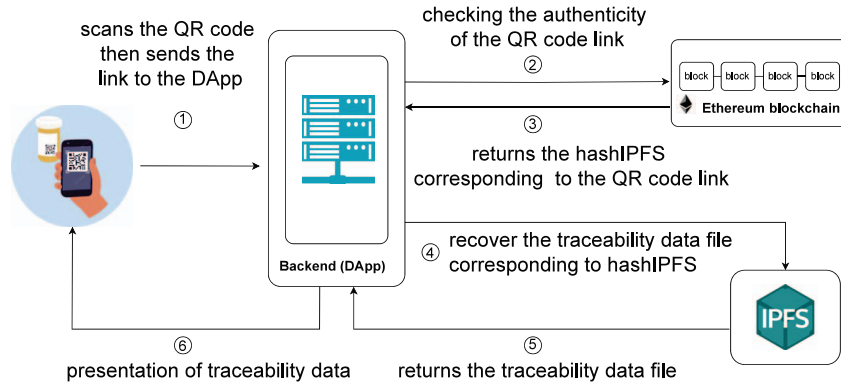 scans the QR code
then sends the
link to the DApp
①
checking the authenticity
of the QR code link
②
block block block block
Ethereum blockchain
③
returns the hashIPFS
corresponding to the QR code link
Backend (DApp)
④
recover the traceability data file
corresponding to hashIPFS
IPFS
⑤
returns the traceability data file
⑥
presentation of traceability data